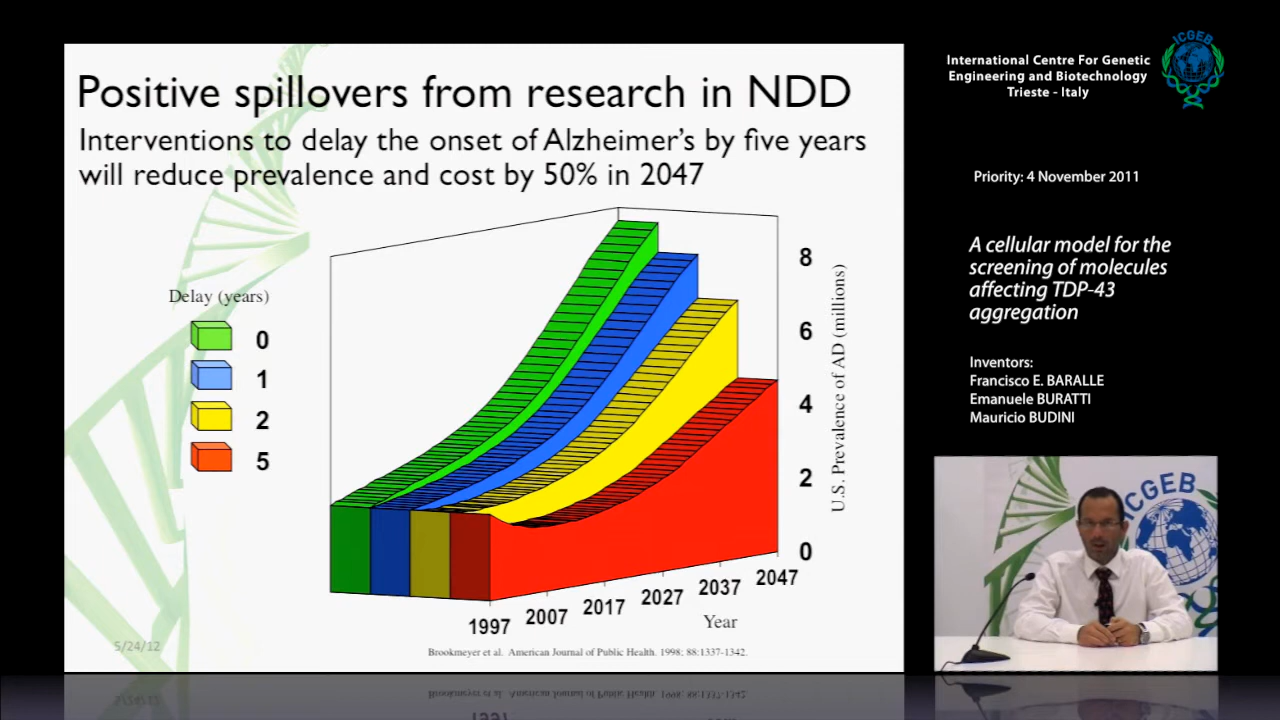 Positive spillovers from research in NDD
Interventions to delay the onset of Alzheimer's by five years
will reduce prevalence and cost by 50% in 2047
Delay (years)
0
1
2
5
8
6
4
2
0
U.S. Prevalence of AD (millions)
1997
2007
2017
2027
2037
2047
Year
5/24/12
Brookmeyer et al. American Journal of Public Health. 1998; 88:1337-1342.
International Centre For Genetic
Engineering and Biotechnology
Trieste - Italy
ICGEB
Priority: 4 November 2011
A cellular model for the
screening of molecules
affecting TDP-43
aggregation
Inventors:
Francisco E. BARALLE
Emanuele BURATTI
Mauricio BUDINI
ICGEB